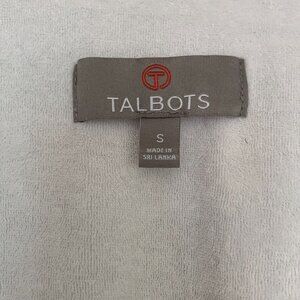 T
TALBOTS
S
MADE IN
SRI LANKA